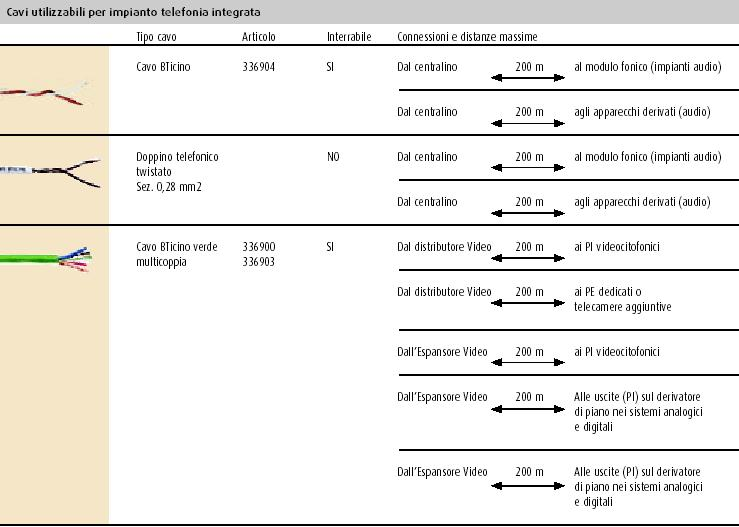 Cavi utilizzabili per impianto telefonia integrata
Tipo cavo Articolo Interrabile Connessioni e distanze massime
Cavo BTicino 336904 SI Dal centralino 200 m al modulo fonico (impianti audio)
Dal centralino 200 m agli apparecchi derivati (audio)
Doppino telefonico NO Dal centralino 200 m al modulo fonico (impianti audio)
twistato
Sez. 0,28 mm2
Dal centralino 200 m agli apparecchi derivati (audio)
Cavo BTicino verde 336900 SI Dal distributore Video 200 m ai PI videocitofonici
multicoppia 336903
Dal distributore Video 200 m ai PE dedicati o
telecamere aggiuntive
Dall'Espansore Video 200 m ai PI videocitofonici
Dall'Espansore Video 200 m Alle uscite (PI) sul derivatore
di piano nei sistemi analogici
e digitali
Dall'Espansore Video 200 m Alle uscite (PI) sul derivatore
di piano nei sistemi analogici
e digitali